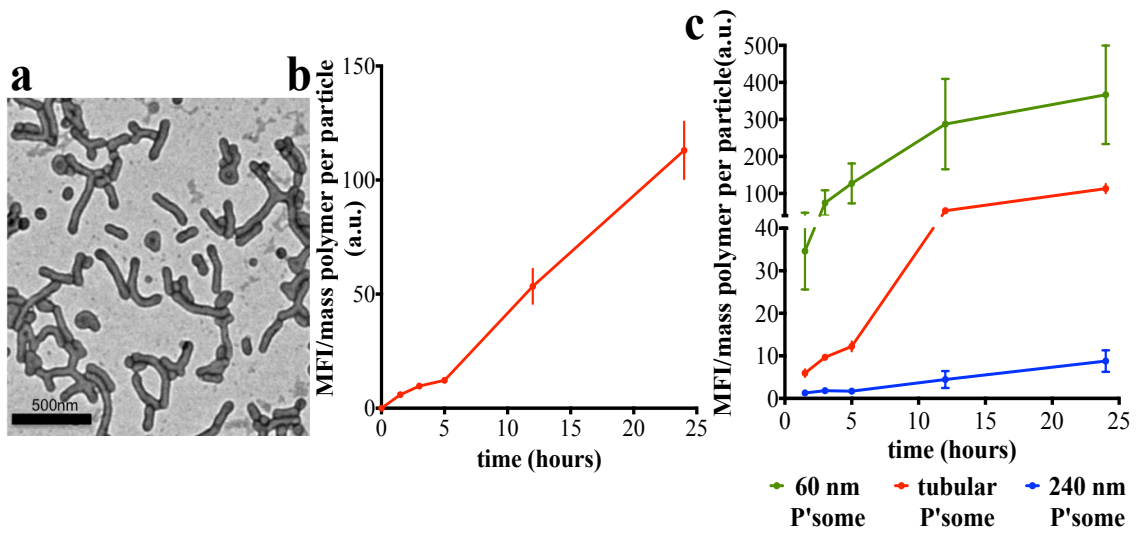 a
500nm
b
MFI/mass polymer per particle
(a.u.)
150
100
50
0
0 5 10 15 20 25
time (hours)
c
MFI/mass polymer per particle(a.u.)
500
400
300
200
100
40
30
20
10
0
0 5 10 15 20 25
time (hours)
60 nm
P'some
tubular
P'some
240 nm
P'some